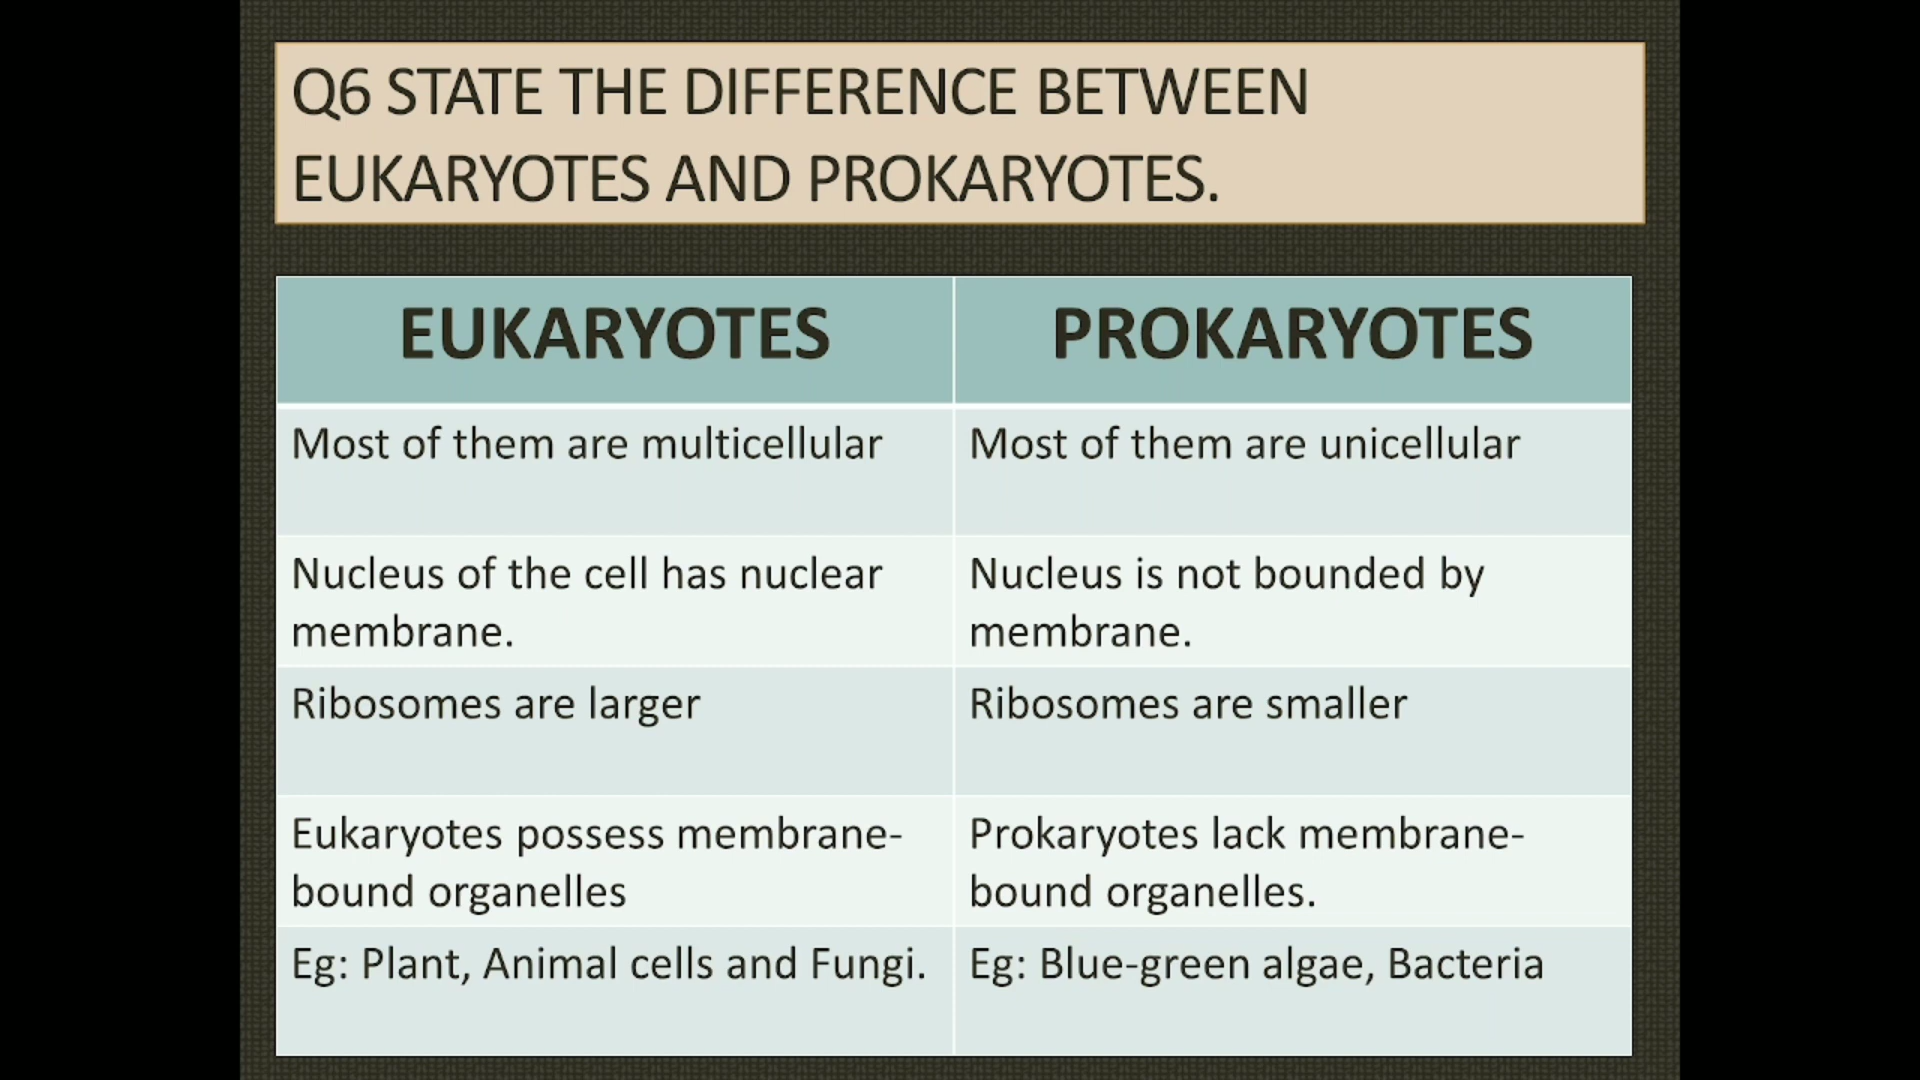 Q6 STATE THE DIFFERENCE BETWEEN
EUKARYOTES AND PROKARYOTES.
EUKARYOTES
PROKARYOTES
Most of them are multicellular
Most of them are unicellular
Nucleus of the cell has nuclear
membrane.
Nucleus is not bounded by
membrane.
Ribosomes are larger
Ribosomes are smaller
Eukaryotes possess membrane-
bound organelles
Prokaryotes lack membrane-
bound organelles.
Eg: Plant, Animal cells and Fungi.
Eg: Blue-green algae, Bacteria